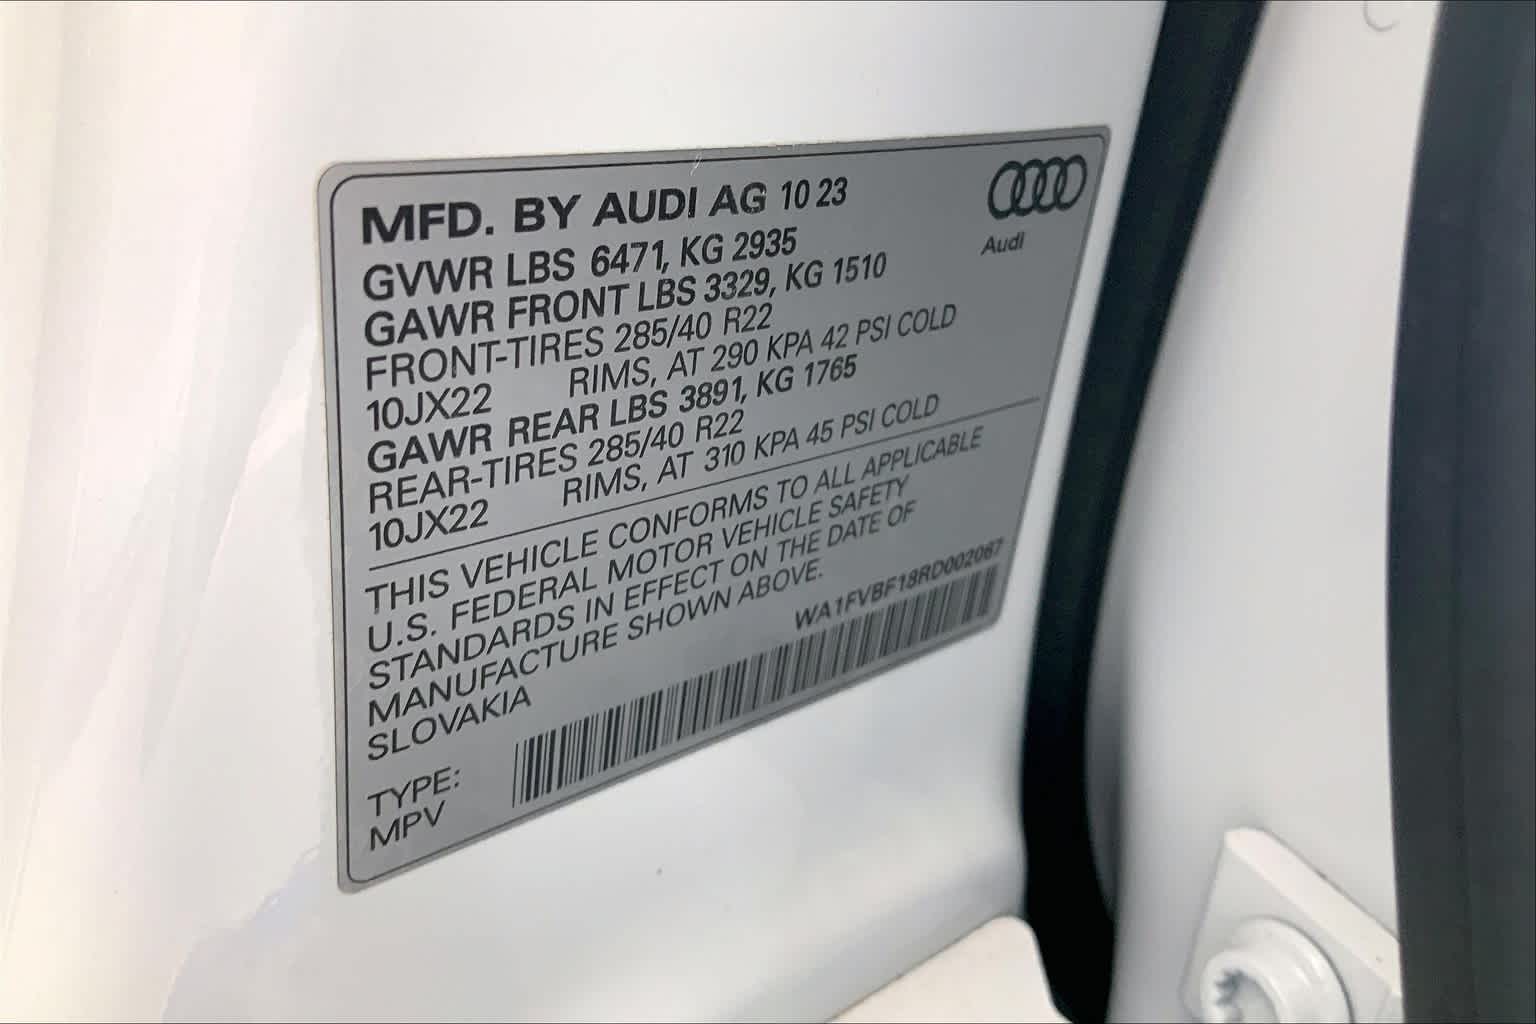 MFD. BY AUDI AG 10 23
Audi
GVWR LBS 6471, KG 2935
GAWR FRONT LBS 3329, KG 1510
FRONT-TIRES 285/40 R22
10JX22 RIMS, AT 290 KPA 42 PSI COLD
GAWR REAR LBS 3891, KG 1765
REAR-TIRES 285/40 R22
10JX22 RIMS, AT 310 KPA 45 PSI COLD
THIS VEHICLE CONFORMS TO ALL APPLICABLE
U.S. FEDERAL MOTOR VEHICLE SAFETY
STANDARDS IN EFFECT ON THE DATE OF
MANUFACTURE SHOWN ABOVE.
SLOVAKIA
WA1FVBF18RD002067
TYPE:
MPV